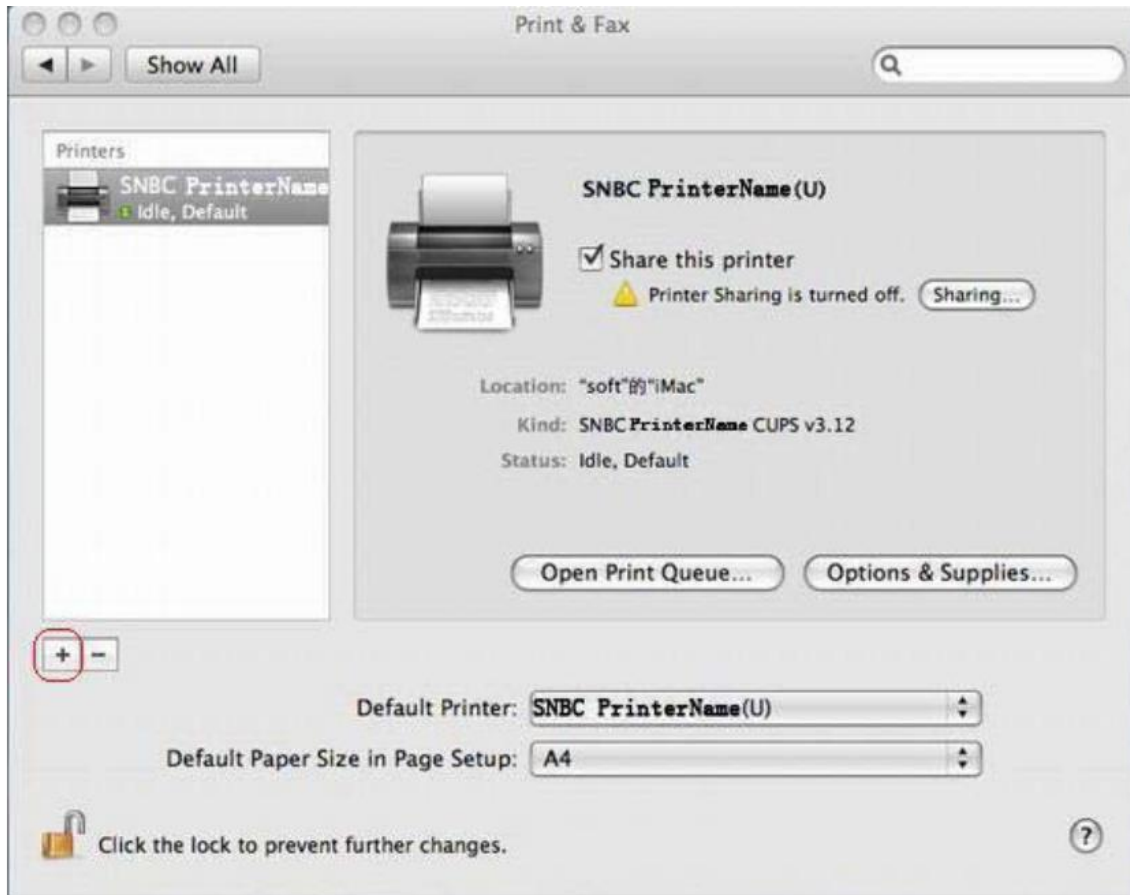 Print & Fax
Show All
Printers
SNBC PrinterName
Idle, Default
SNBC PrinterName(U)
Share this printer
Printer Sharing is turned off. Sharing...
Location: "soft"的"iMac"
Kind: SNBC PrinterName CUPS v3.12
Status: Idle, Default
Open Print Queue... Options & Supplies...
+ −
Default Printer: SNBC PrinterName(U)
Default Paper Size in Page Setup: A4
Click the lock to prevent further changes. ?